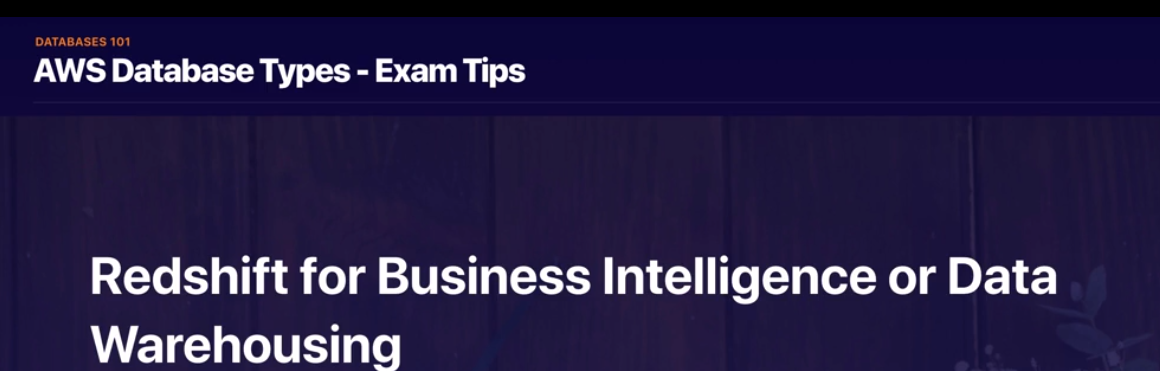 DATABASES 101
AWS Database Types - Exam Tips
Redshift for Business Intelligence or Data
Warehousing